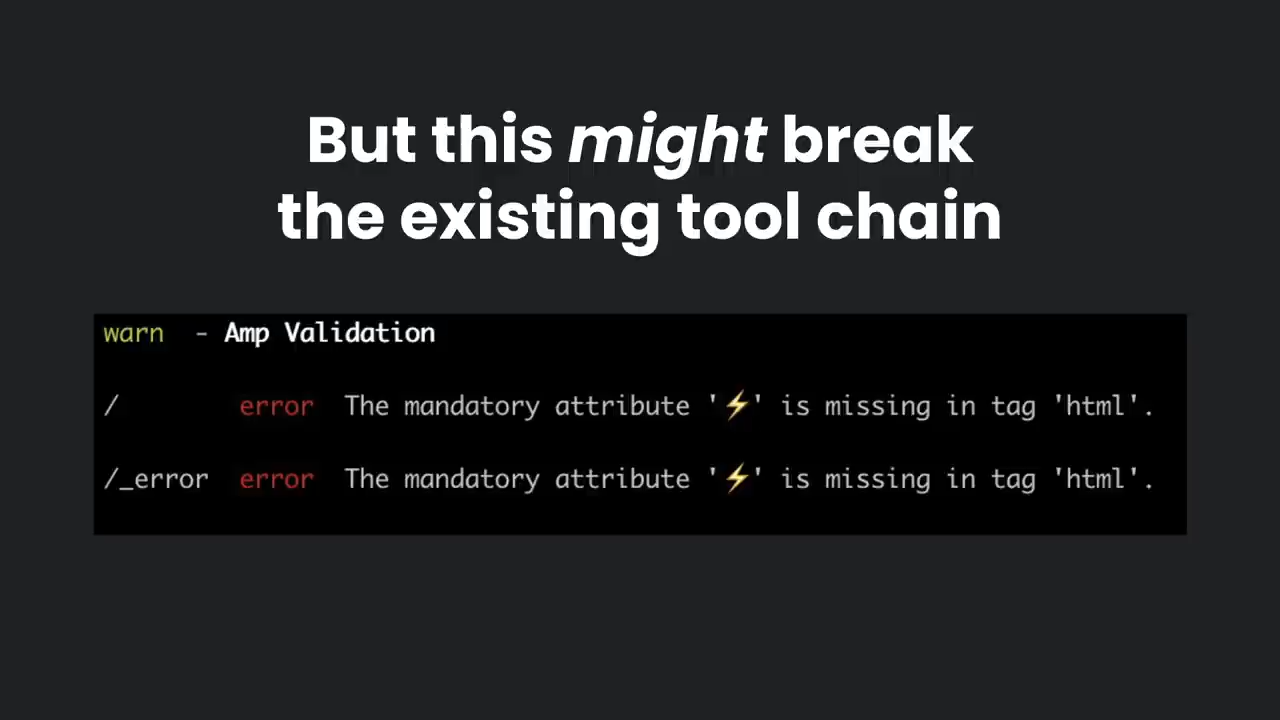 But this might break
the existing tool chain
warn - Amp Validation
/ error The mandatory attribute '⚡' is missing in tag 'html'.
/_error error The mandatory attribute '⚡' is missing in tag 'html'.